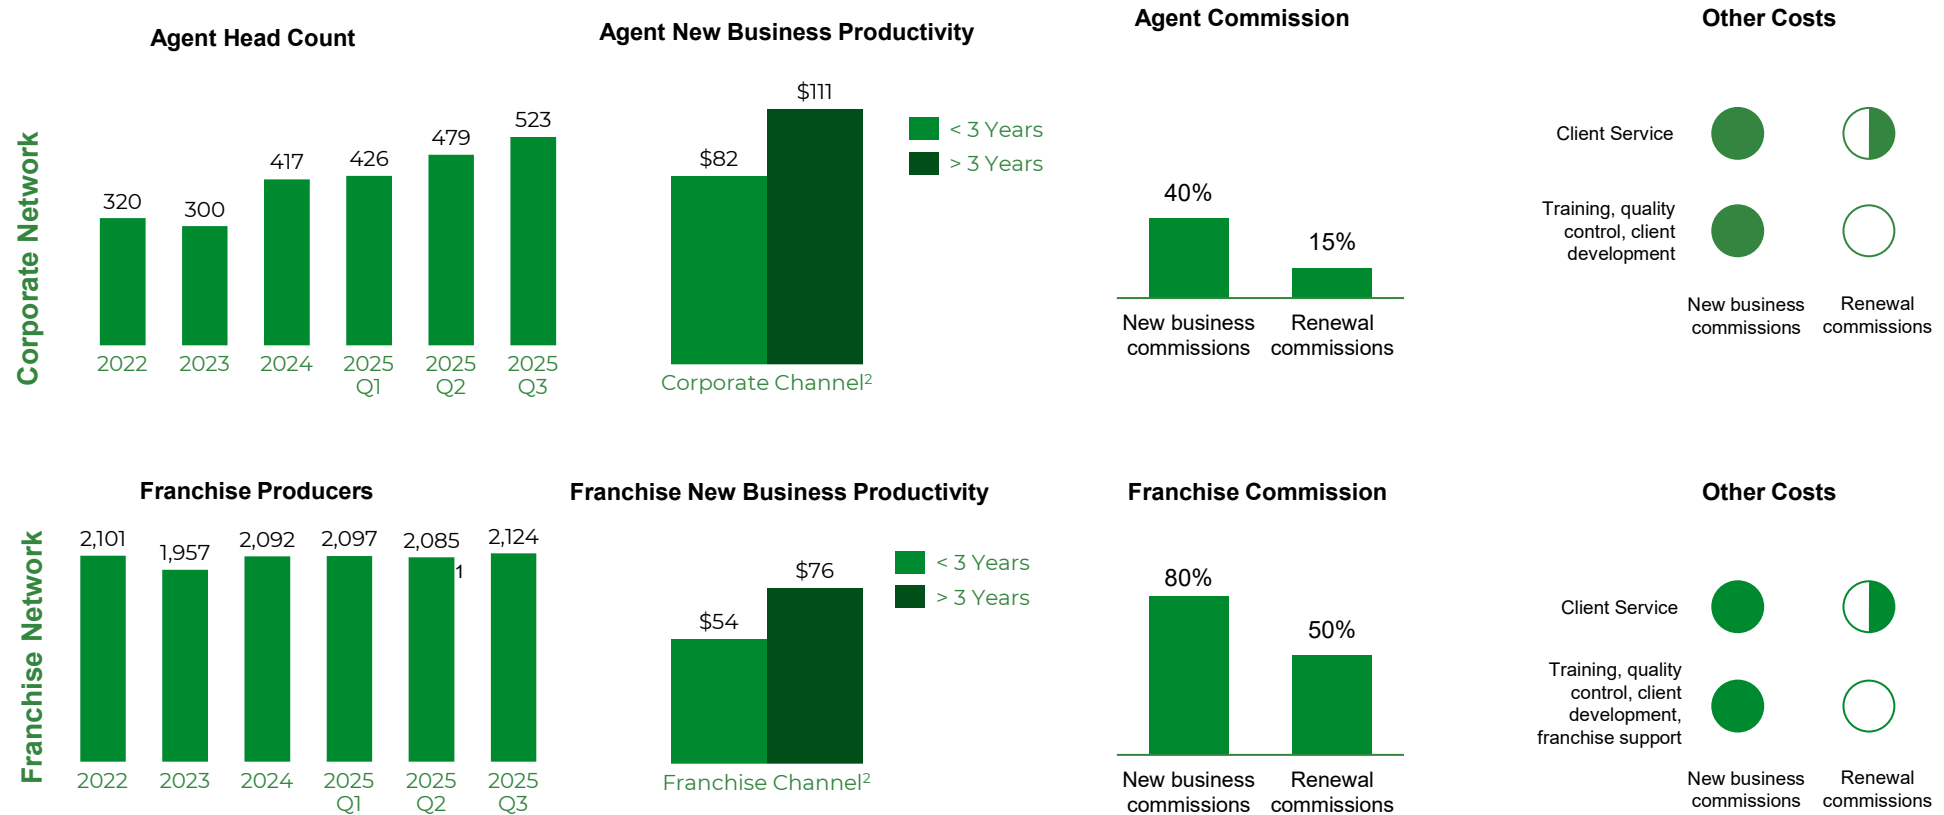 Corporate Network
Agent Head Count
320
300
417
426
479
523
2022
2023
2024
2025
Q1
2025
Q2
2025
Q3
Agent New Business Productivity
$82
$111
< 3 Years
> 3 Years
Corporate Channel²
Agent Commission
40%
15%
New business
commissions
Renewal
commissions
Other Costs
Client Service
Training, quality
control, client
development
New business
commissions
Renewal
commissions
Franchise Network
Franchise Producers
2,101
1,957
2,092
2,097
2,085
1
2,124
2022
2023
2024
2025
Q1
2025
Q2
2025
Q3
Franchise New Business Productivity
$54
$76
< 3 Years
> 3 Years
Franchise Channel²
Franchise Commission
80%
50%
New business
commissions
Renewal
commissions
Other Costs
Client Service
Training, quality
control, client
development,
franchise support
New business
commissions
Renewal
commissions